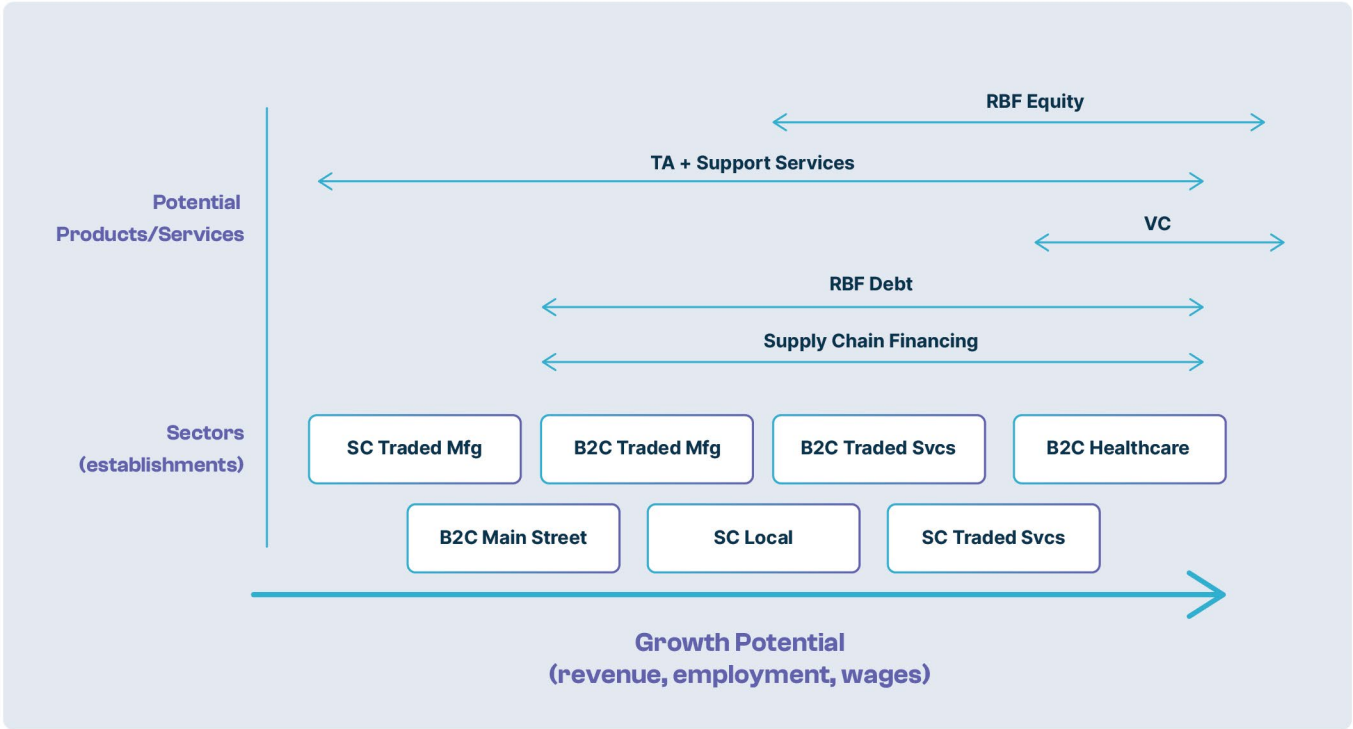 RBF Equity
TA + Support Services
Potential
Products/Services
VC
RBF Debt
Supply Chain Financing
Sectors
(establishments)
SC Traded Mfg
B2C Traded Mfg
B2C Traded Svcs
B2C Healthcare
B2C Main Street
SC Local
SC Traded Svcs
Growth Potential
(revenue, employment, wages)